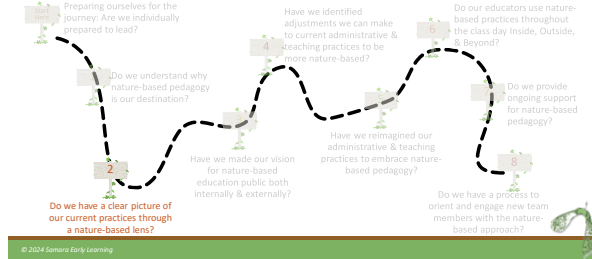 Preparing ourselves for the
journey: Are we individually
prepared to lead?
Do we understand why
nature-based pedagogy
is our destination?
2
Do we have a clear picture of
our current practices through
a nature-based lens?
Have we made our vision
for nature-based
education public both
internally & externally?
4
Have we identified
adjustments we can make
to current administrative &
teaching practices to be
more nature-based?
Have we reimagined our
administrative & teaching
practices to embrace nature-
based pedagogy?
6
Do our educators use nature-
based practices throughout
the class day Inside, Outside,
& Beyond?
Do we provide
ongoing support
for nature-based
pedagogy?
8
Do we have a process to
orient and engage new team
members with the nature-
based approach?
© 2024 Samara Early Learning